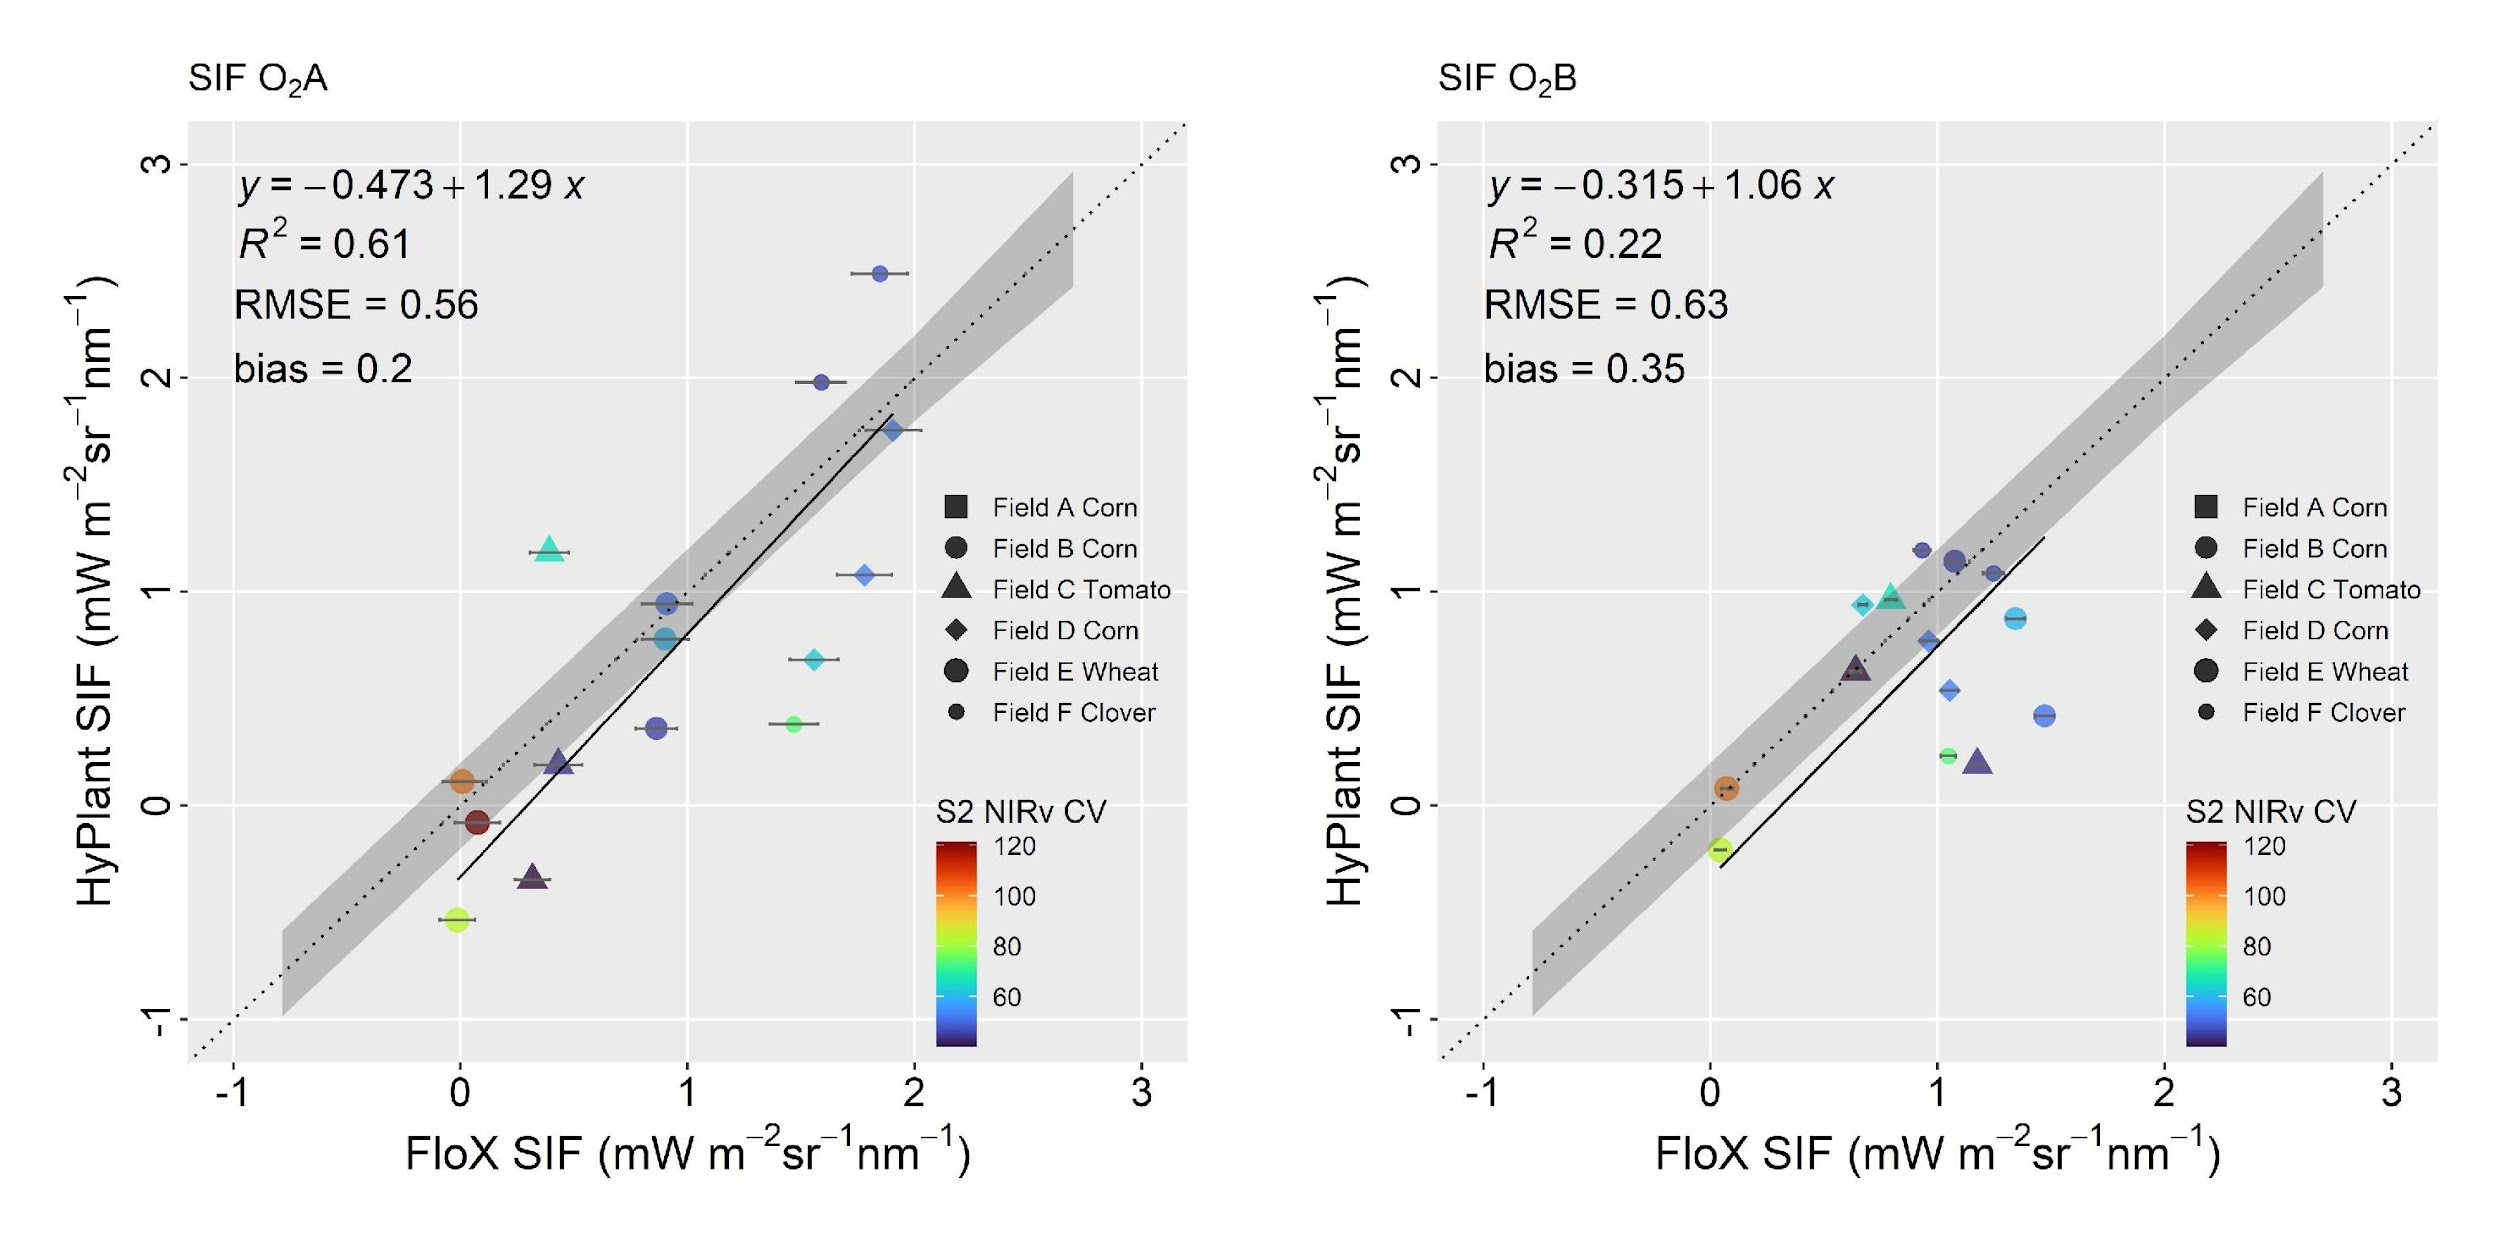 SIF O₂A
y = −0.473 + 1.29 x
R² = 0.61
RMSE = 0.56
bias = 0.2
3
2
1
0
-1
HyPlant SIF (mW m⁻²sr⁻¹nm⁻¹)
Field A Corn
Field B Corn
Field C Tomato
Field D Corn
Field E Wheat
Field F Clover
S2 NIRv CV
120
100
80
60
-1 0 1 2 3
FloX SIF (mW m⁻²sr⁻¹nm⁻¹)
SIF O₂B
y = −0.315 + 1.06 x
R² = 0.22
RMSE = 0.63
bias = 0.35
3
2
1
0
-1
HyPlant SIF (mW m⁻²sr⁻¹nm⁻¹)
Field A Corn
Field B Corn
Field C Tomato
Field D Corn
Field E Wheat
Field F Clover
S2 NIRv CV
120
100
80
60
-1 0 1 2 3
FloX SIF (mW m⁻²sr⁻¹nm⁻¹)